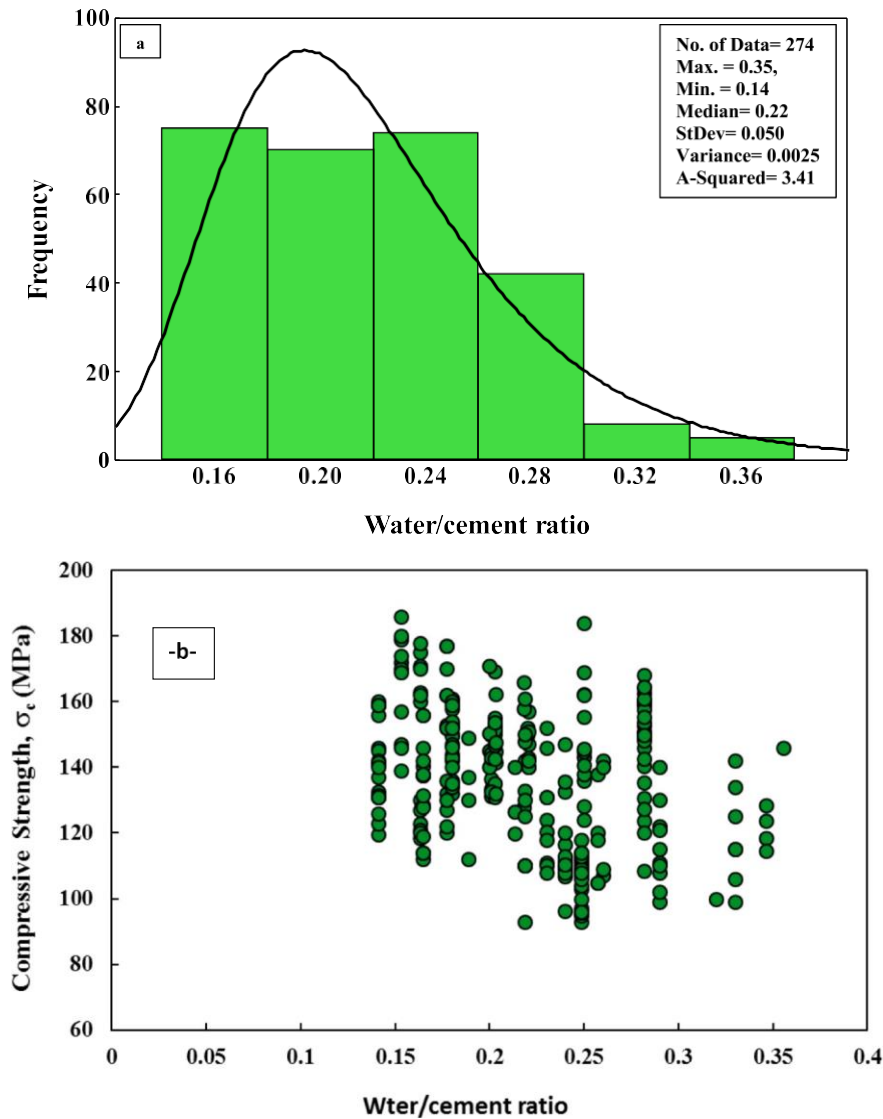 a
No. of Data= 274
Max. = 0.35,
Min. = 0.14
Median= 0.22
StDev= 0.050
Variance= 0.0025
A-Squared= 3.41
100
80
60
40
20
0
Frequency
0.16 0.20 0.24 0.28 0.32 0.36
Water/cement ratio
-b-
200
180
160
140
120
100
80
60
Compressive Strength, σc (MPa)
0 0.05 0.1 0.15 0.2 0.25 0.3 0.35 0.4
Wter/cement ratio